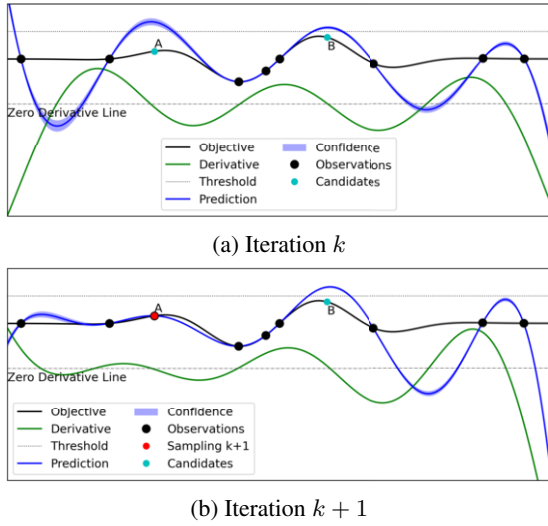 A
B
Zero Derivative Line
Objective
Derivative
Threshold
Prediction
Confidence
Observations
Candidates
(a) Iteration k
A
B
Zero Derivative Line
Objective
Derivative
Threshold
Prediction
Confidence
Observations
Sampling k+1
Candidates
(b) Iteration k + 1